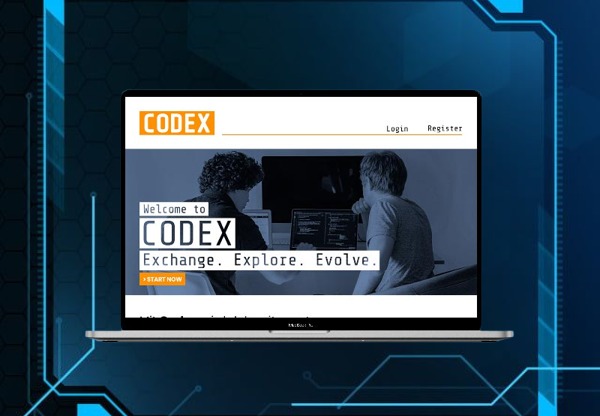 CODEX
Login
Register
Welcome to
CODEX
Exchange. Explore. Evolve.
START NOW